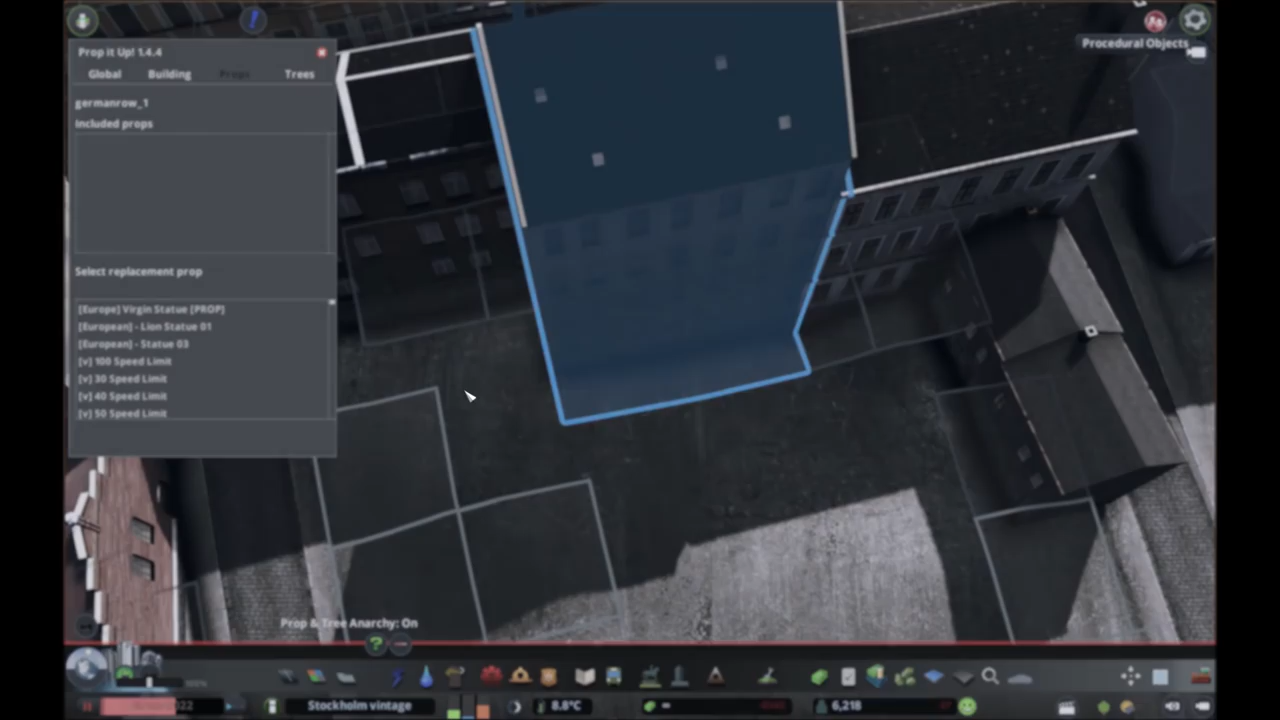 Prop it Up! 1.4.4
Global Building Props Trees
germanrow_1
Included props
Select replacement prop
[Europe] Virgin Statue [PROP]
[European] - Lion Statue 01
[European] - Statue 03
[v] 100 Speed Limit
[v] 30 Speed Limit
[v] 40 Speed Limit
[v] 50 Speed Limit
Procedural Objects
Prop & Tree Anarchy: On
Stockholm vintage
8.8°C
6,218